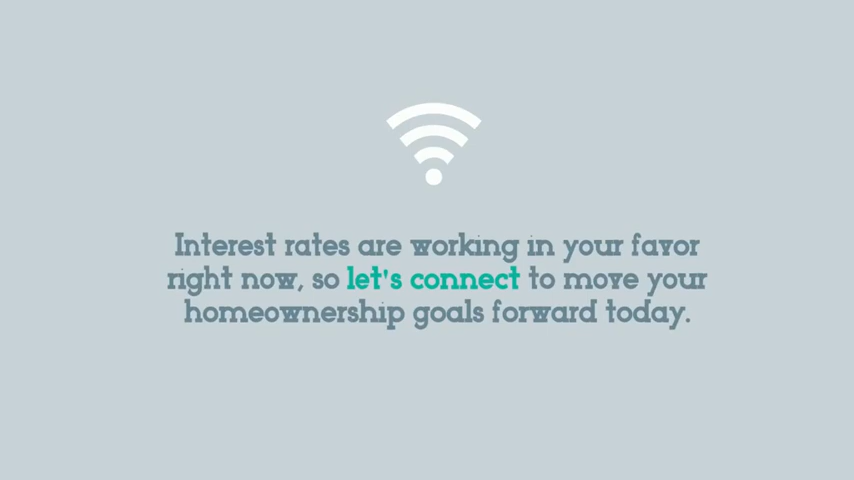 Interest rates are working in your favor
right now, so let's connect to move your
homeownership goals forward today.